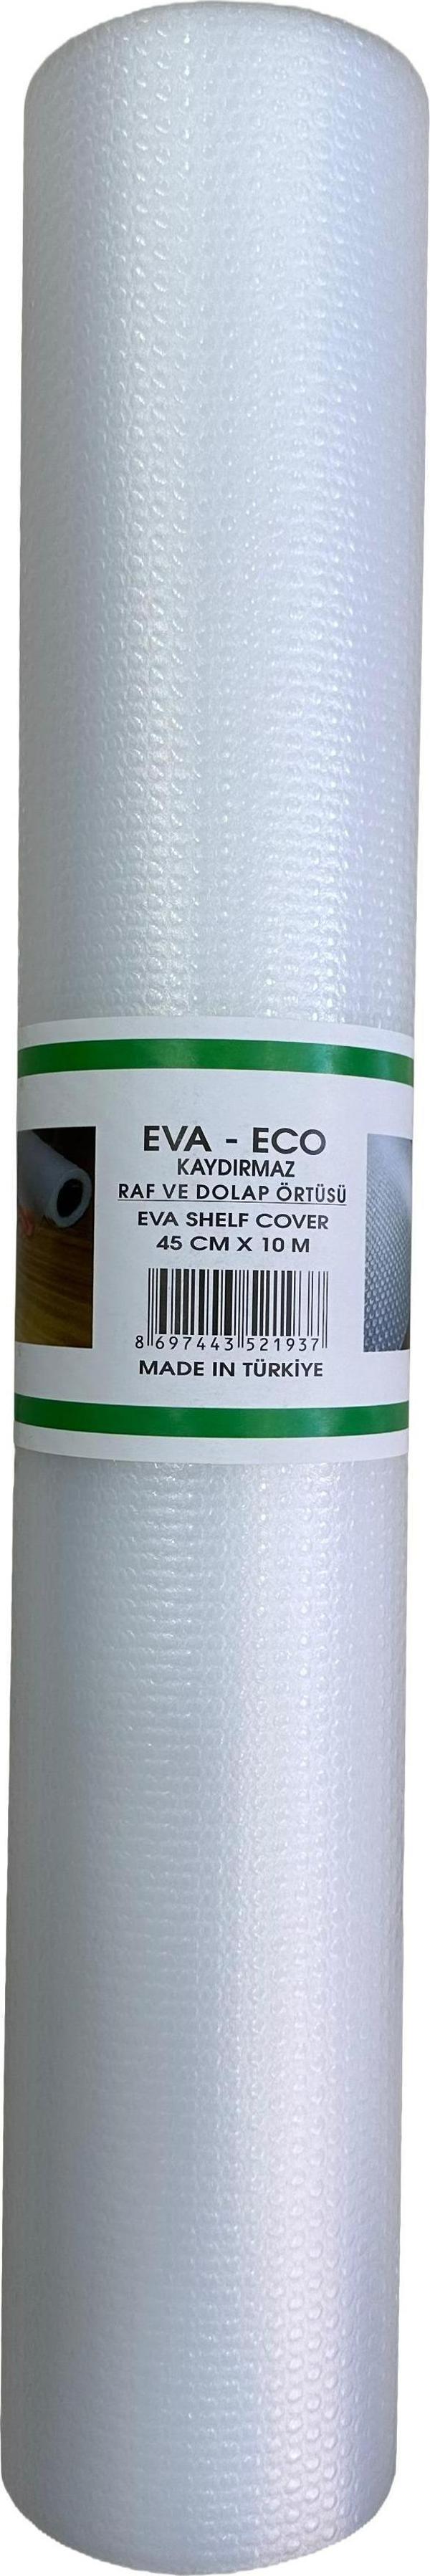 EVA - ECO
KAYDIRMAZ
RAF VE DOLAP ÖRTÜSÜ
EVA SHELF COVER
45 CM X 10 M
8 697443 521937
MADE IN TÜRKİYE